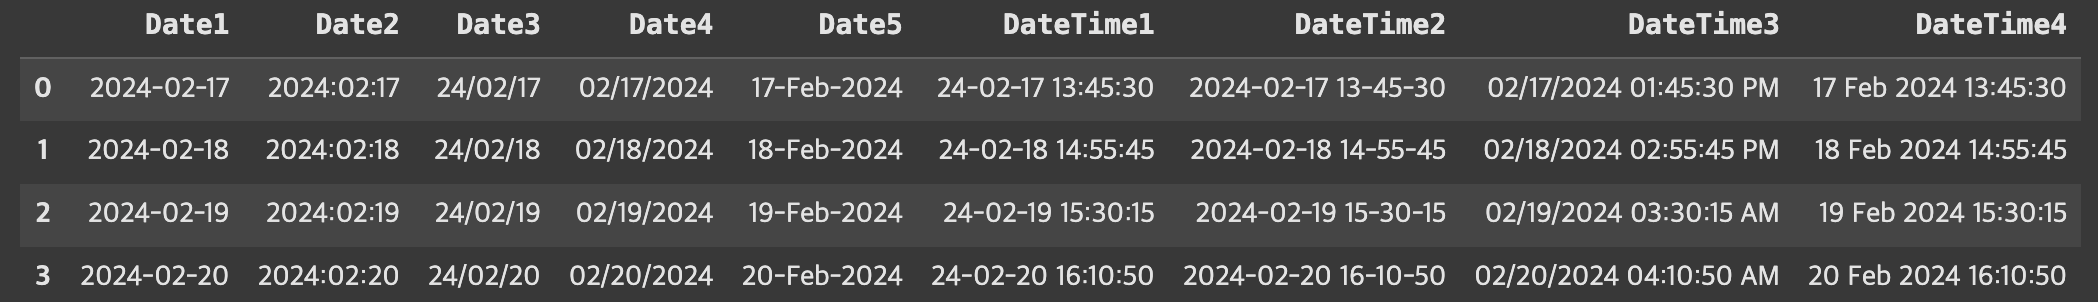 Date1 Date2 Date3 Date4 Date5 DateTime1 DateTime2 DateTime3 DateTime4
0 2024-02-17 2024:02:17 24/02/17 02/17/2024 17-Feb-2024 24-02-17 13:45:30 2024-02-17 13-45-30 02/17/2024 01:45:30 PM 17 Feb 2024 13:45:30
1 2024-02-18 2024:02:18 24/02/18 02/18/2024 18-Feb-2024 24-02-18 14:55:45 2024-02-18 14-55-45 02/18/2024 02:55:45 PM 18 Feb 2024 14:55:45
2 2024-02-19 2024:02:19 24/02/19 02/19/2024 19-Feb-2024 24-02-19 15:30:15 2024-02-19 15-30-15 02/19/2024 03:30:15 AM 19 Feb 2024 15:30:15
3 2024-02-20 2024:02:20 24/02/20 02/20/2024 20-Feb-2024 24-02-20 16:10:50 2024-02-20 16-10-50 02/20/2024 04:10:50 AM 20 Feb 2024 16:10:50